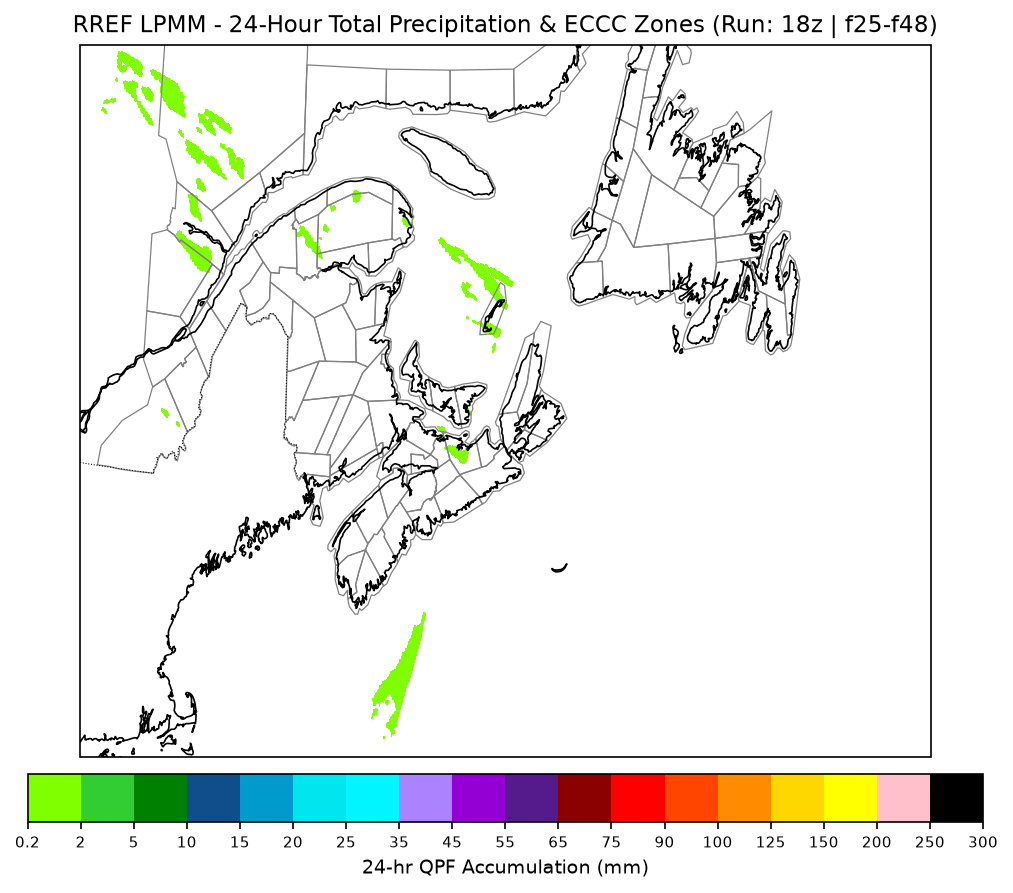 RREF LPMM - 24-Hour Total Precipitation & ECCC Zones (Run: 18z | f25-f48)
0.2 2 5 10 15 20 25 35 45 55 65 75 90 100 125 150 200 250 300
24-hr QPF Accumulation (mm)